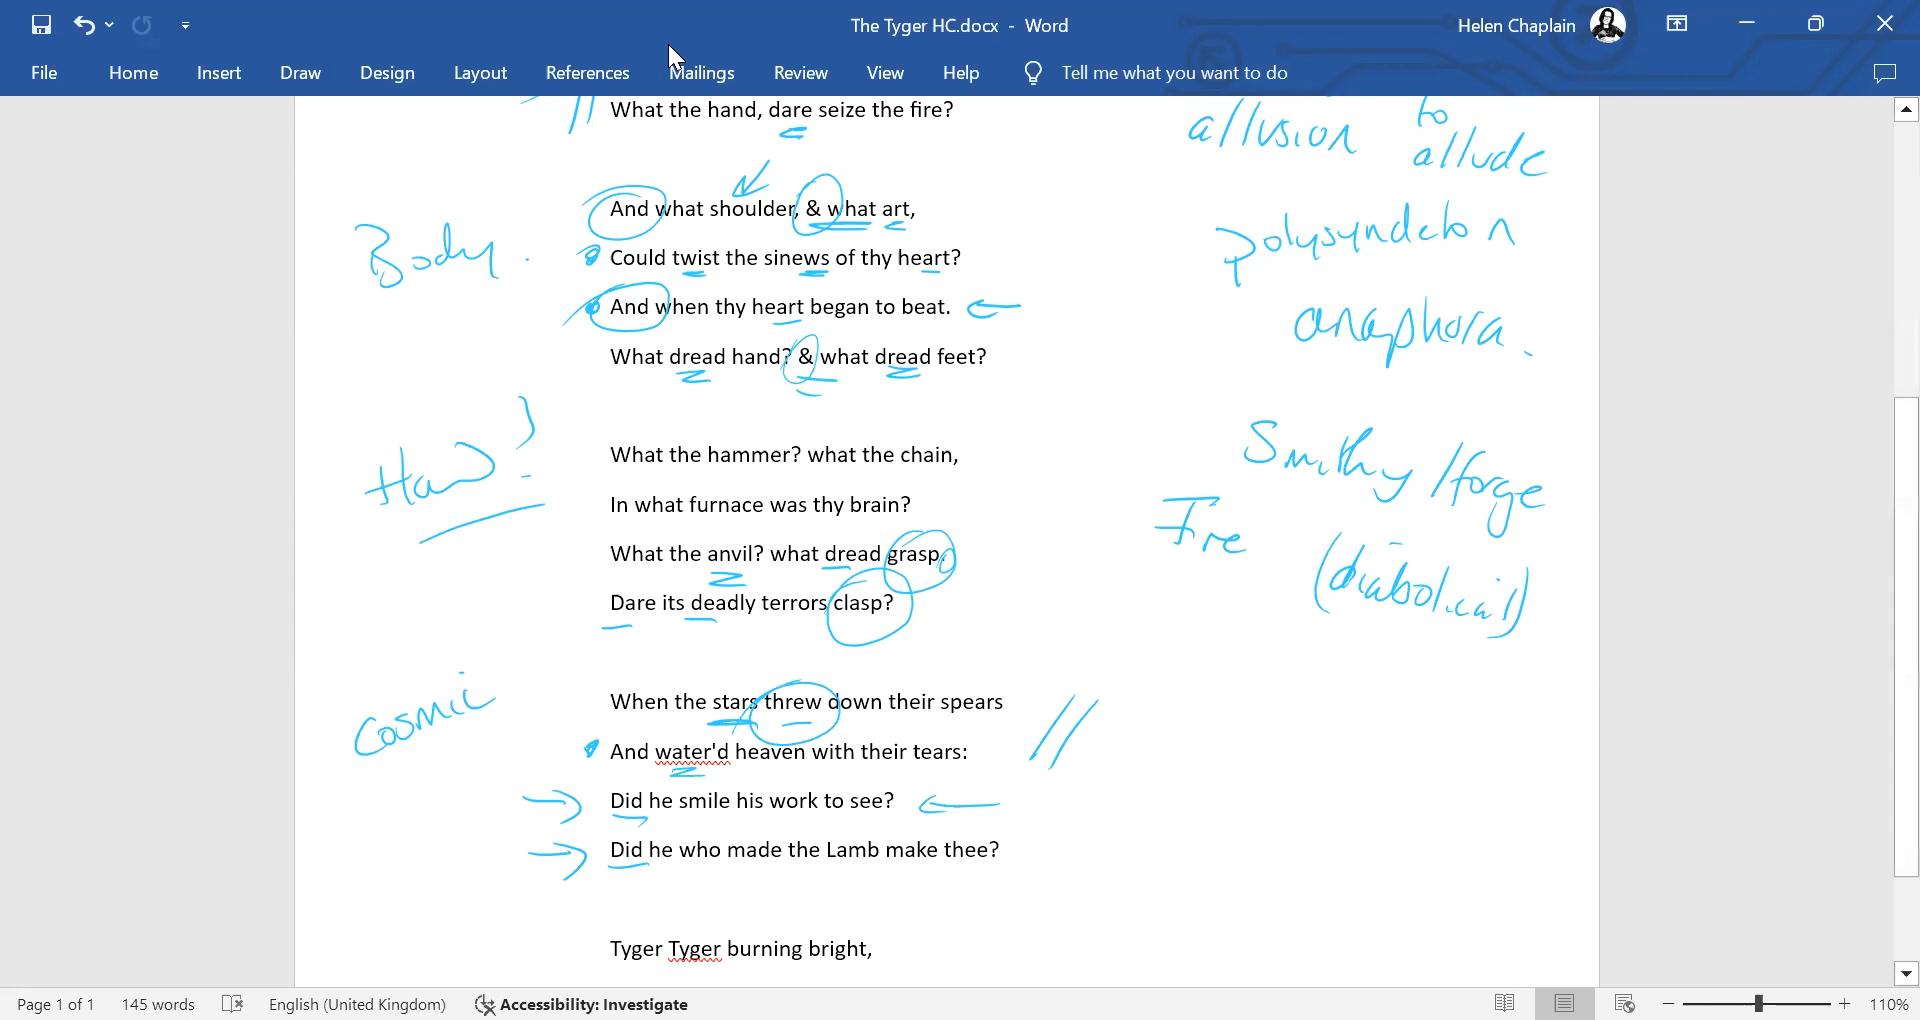 The Tyger HC.docx - Word
Helen Chaplain
File Home Insert Draw Design Layout References Mailings Review View Help Tell me what you want to do
What the hand, dare seize the fire?
allusion to allude
And what shoulder, & what art,
polysyndeton
Body.
Could twist the sinews of thy heart?
And when thy heart began to beat.
anaphora.
What dread hand? & what dread feet?
What the hammer? what the chain,
Smithy/forge
In what furnace was thy brain?
Fire
What the anvil? what dread grasp.
(diabolical)
Dare its deadly terrors clasp?
When the stars threw down their spears
Cosmic
And water'd heaven with their tears:
Did he smile his work to see?
Did he who made the Lamb make thee?
Tyger Tyger burning bright,
Page 1 of 1 145 words English (United Kingdom) Accessibility: Investigate 110%